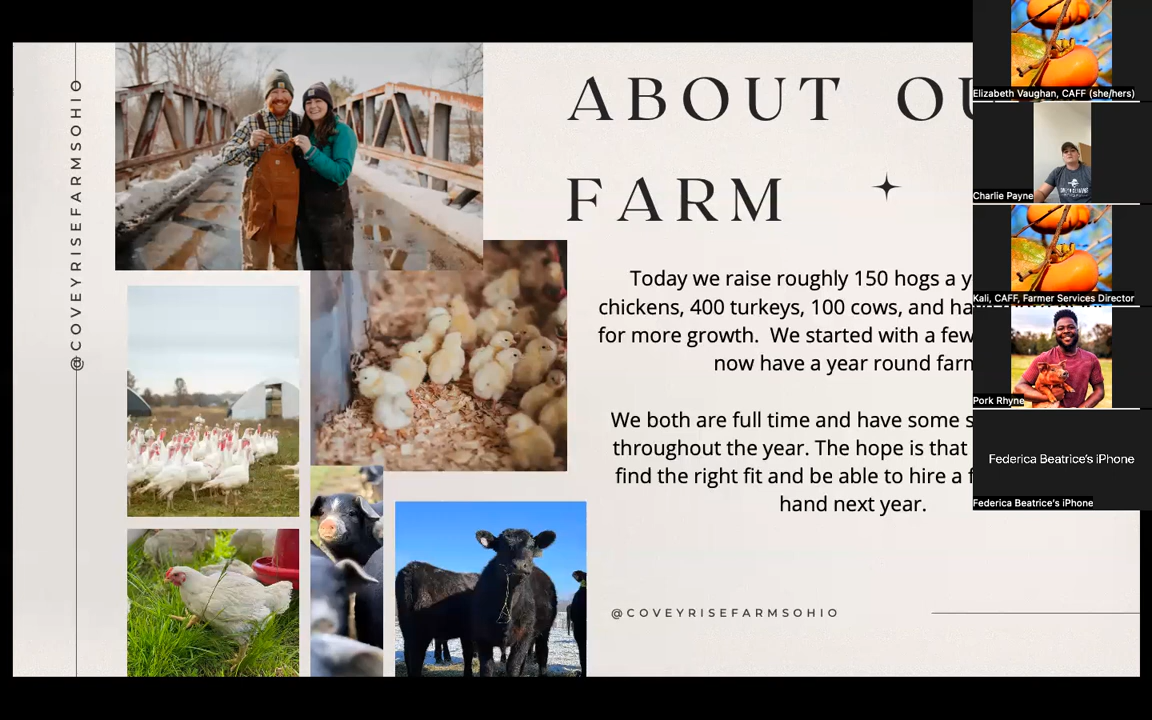 @COVEYRISEFARMSOHIO
ABOUT OU
FARM
Today we raise roughly 150 hogs a y
chickens, 400 turkeys, 100 cows, and ha
for more growth. We started with a few
now have a year round farm
We both are full time and have some s
throughout the year. The hope is that
find the right fit and be able to hire a f
hand next year.
@COVEYRISEFARMSOHIO
Elizabeth Vaughan, CAFF (she/hers)
Charlie Payne
Kali, CAFF, Farmer Services Director
Pork Rhyne
Federica Beatrice's iPhone
Federica Beatrice's iPhone